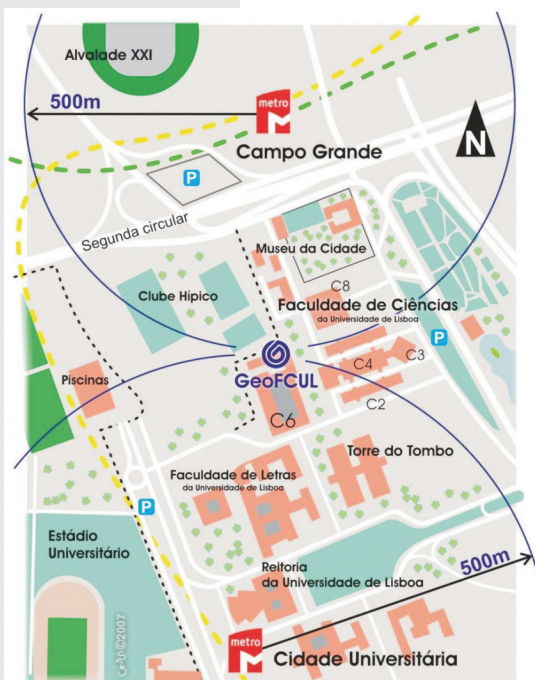 Alvalade XXI
500m
metro
M
N
Campo Grande
P
Segunda circular
Museu da Cidade
C8
Clube Hípico
Faculdade de Ciências
da Universidade de Lisboa
P
GeoFCUL
C4
C3
Piscinas
C6
C2
Torre do Tombo
Faculdade de Letras
da Universidade de Lisboa
P
Estádio
Universitário
Reitoria
da Universidade de Lisboa
500m
metro
M
Cidade Universitária
©2007